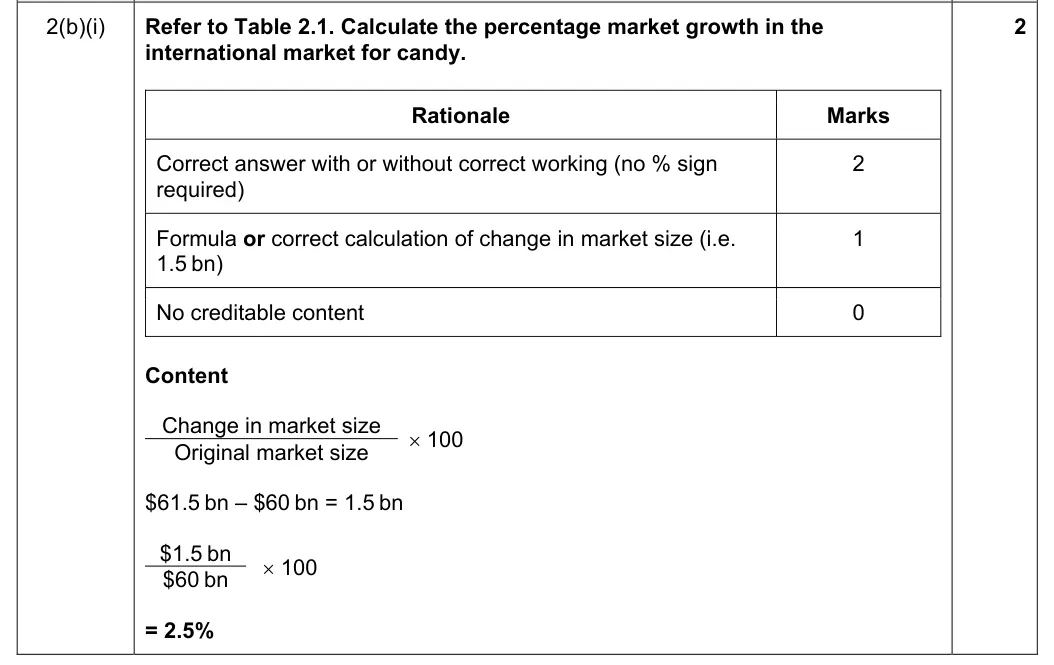 2(b)(i)
Refer to Table 2.1. Calculate the percentage market growth in the
international market for candy.
2
Rationale
Marks
Correct answer with or without correct working (no % sign
required)
2
Formula or correct calculation of change in market size (i.e.
1.5 bn)
1
No creditable content
0
Content
Change in market size
Original market size
× 100
$61.5 bn – $60 bn = 1.5 bn
$1.5 bn
$60 bn
× 100
= 2.5%